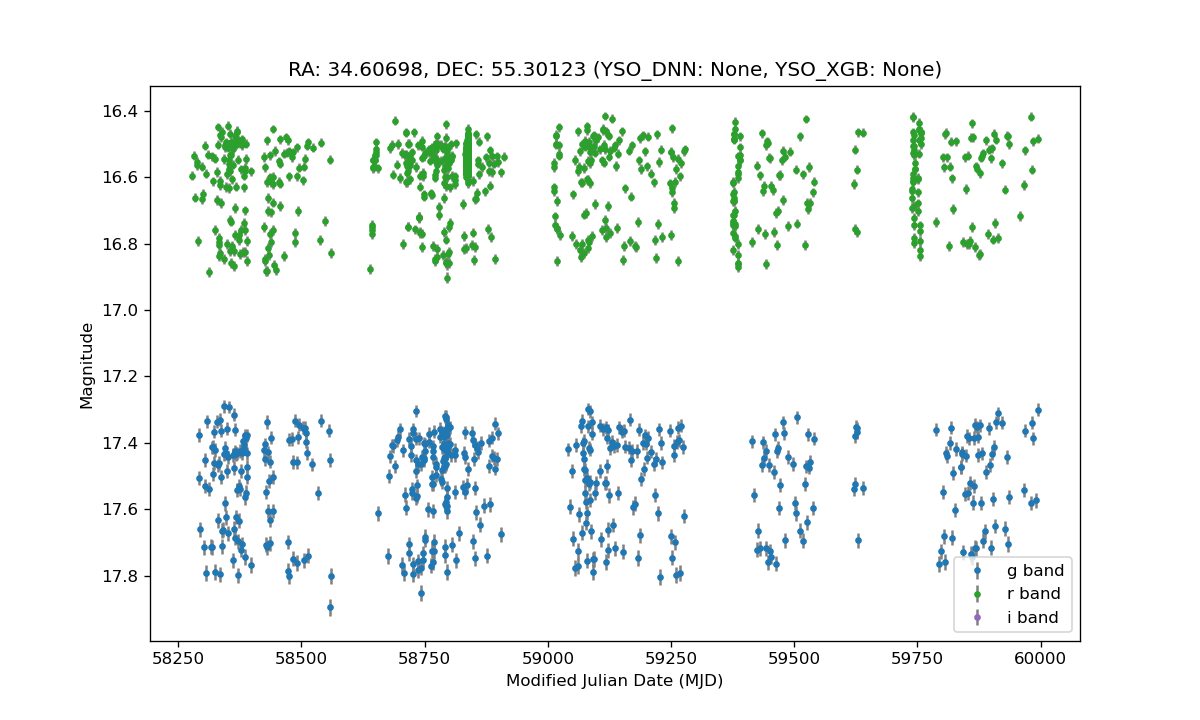 RA: 34.60698, DEC: 55.30123 (YSO_DNN: None, YSO_XGB: None)
16.4
16.6
16.8
17.0
17.2
17.4
17.6
17.8
Magnitude
g band
r band
i band
58250 58500 58750 59000 59250 59500 59750 60000
Modified Julian Date (MJD)